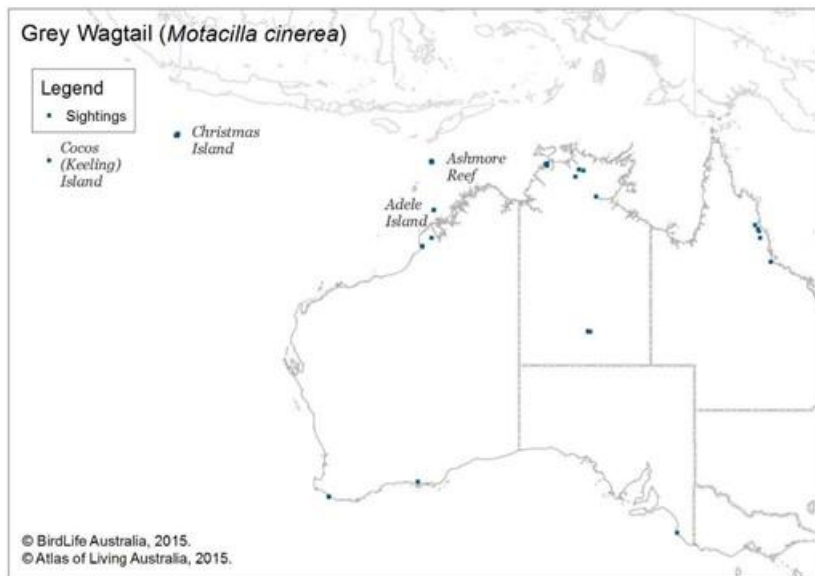 Grey Wagtail (Motacilla cinerea)
Legend
Sightings
Cocos
(Keeling)
Island
Christmas
Island
Ashmore
Reef
Adele
Island
© BirdLife Australia, 2015.
© Atlas of Living Australia, 2015.